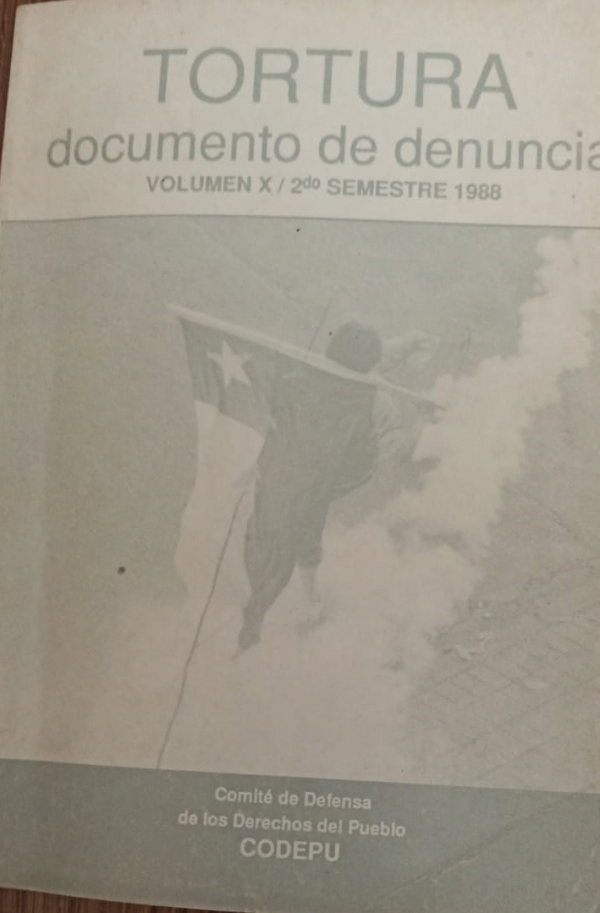 TORTURA
documento de denuncia
VOLUMEN X / 2do SEMESTRE 1988
Comité de Defensa
de los Derechos del Pueblo
CODEPU